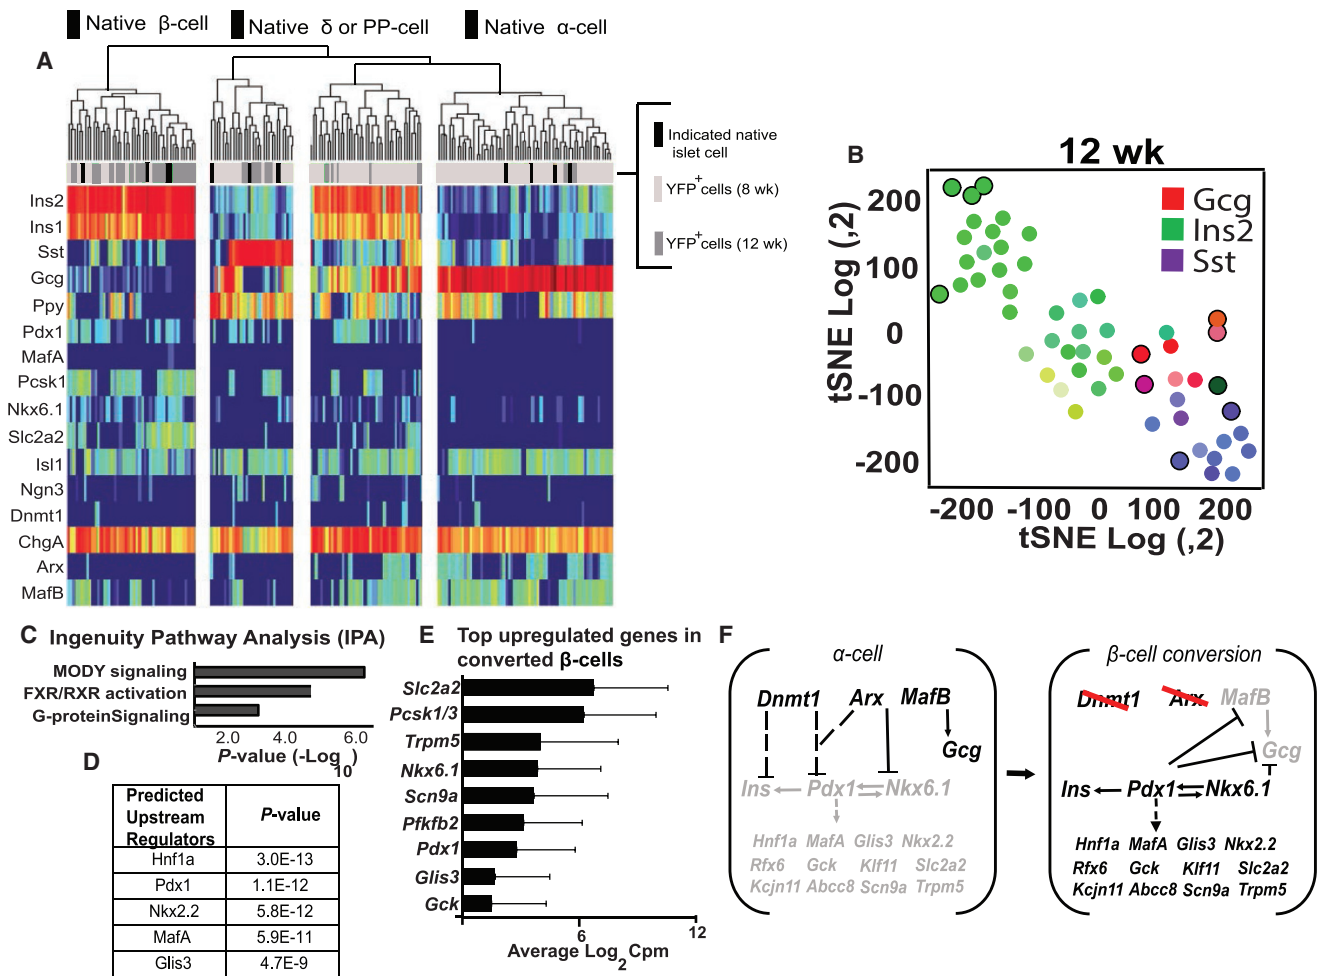 Native β-cell
Native δ or PP-cell
Native α-cell
A
Indicated native
islet cell
YFP+cells (8 wk)
YFP+cells (12 wk)
Ins2
Ins1
Sst
Gcg
Ppy
Pdx1
MafA
Pcsk1
Nkx6.1
Slc2a2
Isl1
Ngn3
Dnmt1
ChgA
Arx
MafB
B
12 wk
Gcg
Ins2
Sst
tSNE Log (,2)
200
100
0
-100
-200
-200 -100 0 100 200
tSNE Log (,2)
C Ingenuity Pathway Analysis (IPA)
MODY signaling
FXR/RXR activation
G-proteinSignaling
2.0 4.0 6.0
P-value (-Log10)
D
Predicted Upstream Regulators P-value
Hnf1a 3.0E-13
Pdx1 1.1E-12
Nkx2.2 5.8E-12
MafA 5.9E-11
Glis3 4.7E-9
E Top upregulated genes in
converted β-cells
Slc2a2
Pcsk1/3
Trpm5
Nkx6.1
Scn9a
Pfkfb2
Pdx1
Glis3
Gck
6 12
Average Log2Cpm
F
α-cell
Dnmt1 Arx MafB
Gcg
Ins Pdx1 Nkx6.1
Hnf1a MafA Glis3 Nkx2.2
Rfx6 Gck Klf11 Slc2a2
Kcjn11 Abcc8 Scn9a Trpm5
β-cell conversion
Dnmt1 Arx MafB
Gcg
Ins Pdx1 Nkx6.1
Hnf1a MafA Glis3 Nkx2.2
Rfx6 Gck Klf11 Slc2a2
Kcjn11 Abcc8 Scn9a Trpm5